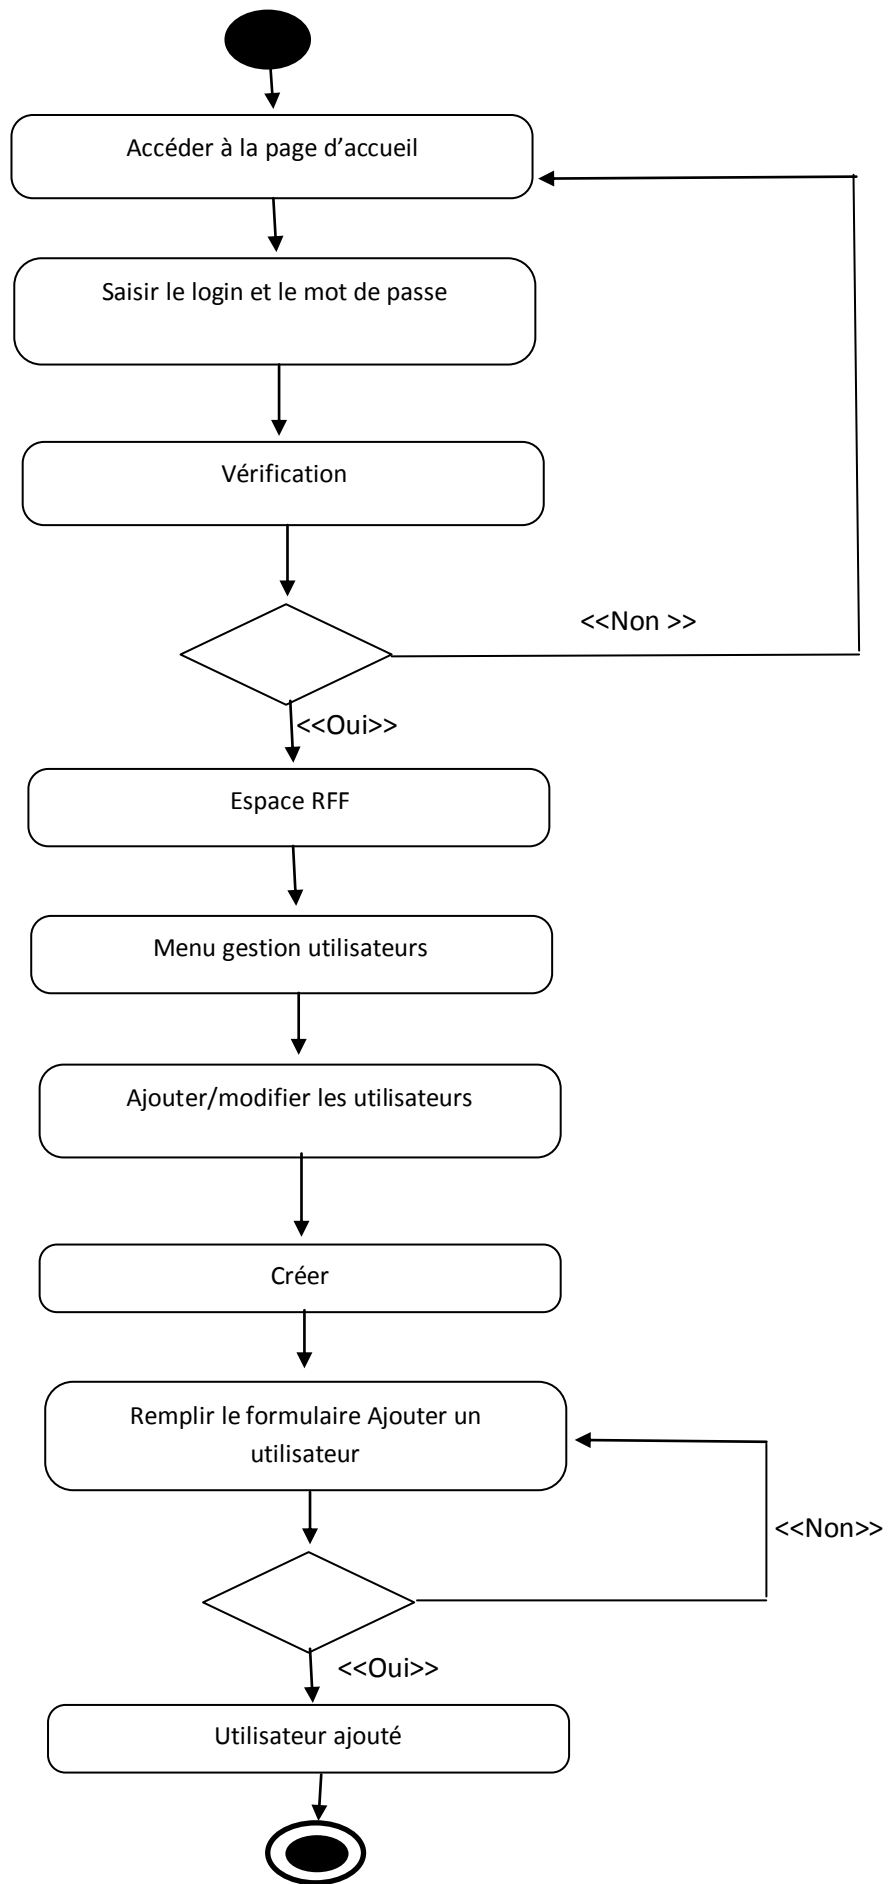 Accéder à la page d’accueil
Saisir le login et le mot de passe
Vérification
<<Non >>
<<Oui>>
Espace RFF
Menu gestion utilisateurs
Ajouter/modifier les utilisateurs
Créer
Remplir le formulaire Ajouter un
utilisateur
<<Non>>
<<Oui>>
Utilisateur ajouté